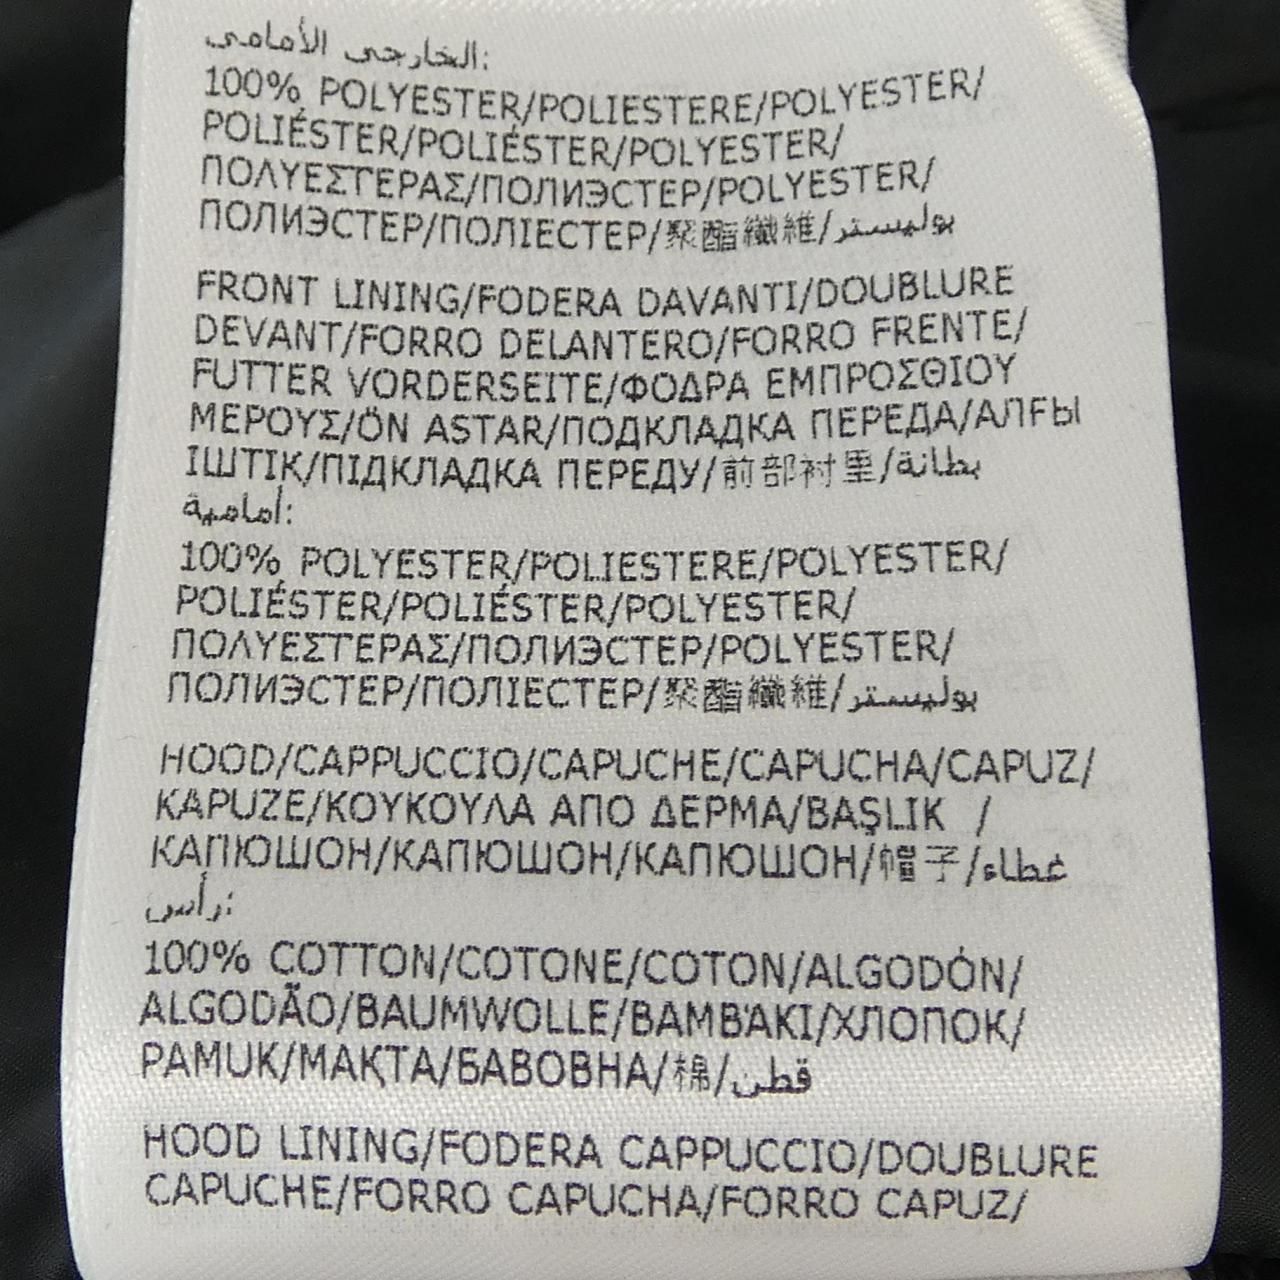 الخارجي الأمامي:
100% POLYESTER/POLIESTERE/POLYESTER/
POLIÉSTER/POLIÉSTER/POLYESTER/
ΠΟΛΥΕΣΤΕΡΑΣ/ПОЛИЭСТЕР/POLYESTER/
ПОЛИЭСТЕР/ПОЛІЕСТЕР/聚酯纖維/بوليستر
FRONT LINING/FODERA DAVANTI/DOUBLURE
DEVANT/FORRO DELANTERO/FORRO FRENTE/
FUTTER VORDERSEITE/ΦΟΔΡΑ ΕΜΠΡΟΣΘΙΟΥ
ΜΕΡΟΥΣ/ÖN ASTAR/ПОДКЛАДКА ПЕРЕДА/АЛҒЫ
ІШТІК/ПІДКЛАДКА ПЕРЕДУ/前部衬里/بطانة
أمامية:
100% POLYESTER/POLIESTERE/POLYESTER/
POLIÉSTER/POLIÉSTER/POLYESTER/
ΠΟΛΥΕΣΤΕΡΑΣ/ПОЛИЭСТЕР/POLYESTER/
ПОЛИЭСТЕР/ПОЛІЕСТЕР/聚酯纖維/بوليستر
HOOD/CAPPUCCIO/CAPUCHE/CAPUCHA/CAPUZ/
KAPUZE/ΚΟΥΚΟΥΛΑ ΑΠΟ ΔΕΡΜΑ/BAŞLIK /
КАПЮШОН/КАПЮШОН/КАПЮШОН/帽子/غطاء
رأس:
100% COTTON/COTONE/COTON/ALGODÓN/
ALGODÃO/BAUMWOLLE/ΒΑΜΒΆΚΙ/ХЛОПОК/
PAMUK/МАҚТА/БАВОВНА/棉/قطن
HOOD LINING/FODERA CAPPUCCIO/DOUBLURE
CAPUCHE/FORRO CAPUCHA/FORRO CAPUZ/